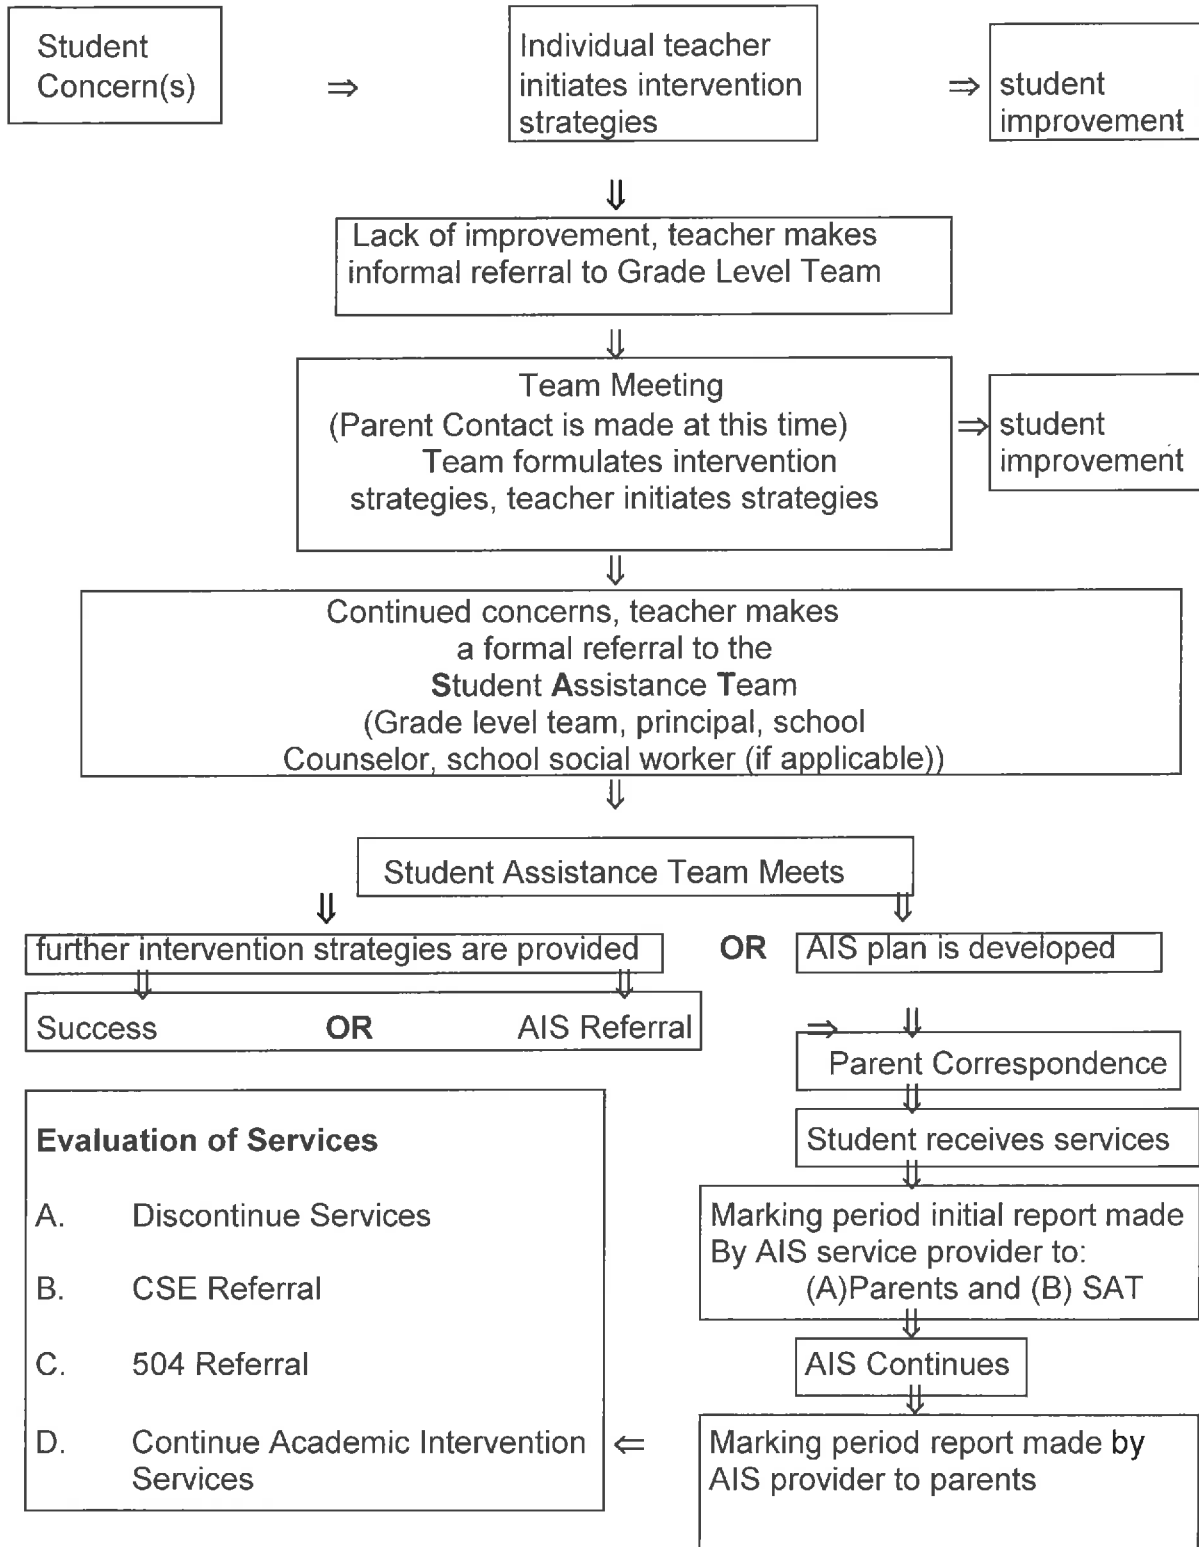 Student
Concern(s)
⇒
Individual teacher
initiates intervention
strategies
⇒
student
improvement
⇓
Lack of improvement, teacher makes
informal referral to Grade Level Team
⇓
Team Meeting
(Parent Contact is made at this time)
Team formulates intervention
strategies, teacher initiates strategies
⇒
student
improvement
⇓
Continued concerns, teacher makes
a formal referral to the
Student Assistance Team
(Grade level team, principal, school
Counselor, school social worker (if applicable))
⇓
Student Assistance Team Meets
⇓ ⇓
further intervention strategies are provided
OR
AIS plan is developed
⇓ ⇓
Success OR AIS Referral
⇒ ⇓
Parent Correspondence
⇓
Student receives services
⇓
Marking period initial report made
By AIS service provider to:
(A)Parents and (B) SAT
⇓
AIS Continues
⇓
Marking period report made by
AIS provider to parents
⇐
Evaluation of Services
A. Discontinue Services
B. CSE Referral
C. 504 Referral
D. Continue Academic Intervention
Services